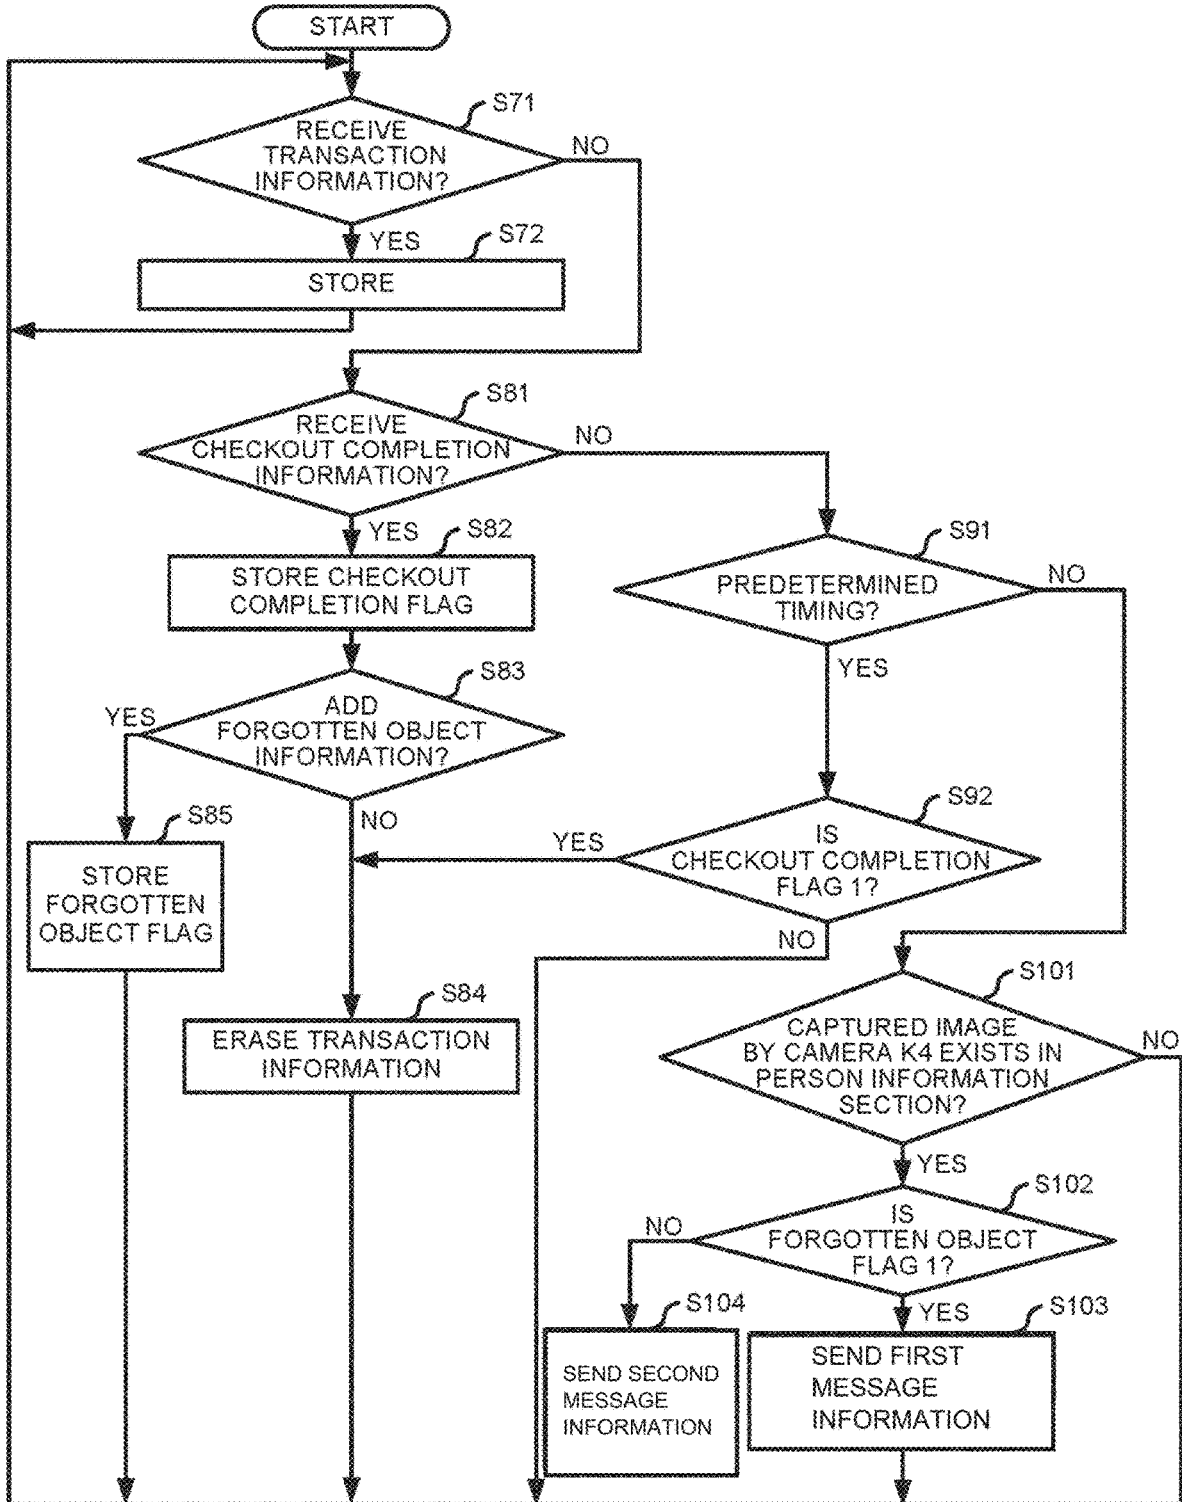 START
S71
RECEIVE
TRANSACTION
INFORMATION?
NO
YES
S72
STORE
S81
RECEIVE
CHECKOUT COMPLETION
INFORMATION?
NO
YES
S82
STORE CHECKOUT
COMPLETION FLAG
S91
PREDETERMINED
TIMING?
NO
YES
S83
ADD
FORGOTTEN OBJECT
INFORMATION?
YES
NO
S85
STORE
FORGOTTEN
OBJECT FLAG
S92
IS
CHECKOUT COMPLETION
FLAG 1?
YES
NO
S84
ERASE TRANSACTION
INFORMATION
S101
CAPTURED IMAGE
BY CAMERA K4 EXISTS IN
PERSON INFORMATION
SECTION?
NO
YES
S102
IS
FORGOTTEN OBJECT
FLAG 1?
NO
YES
S104
SEND SECOND
MESSAGE
INFORMATION
S103
SEND FIRST
MESSAGE
INFORMATION